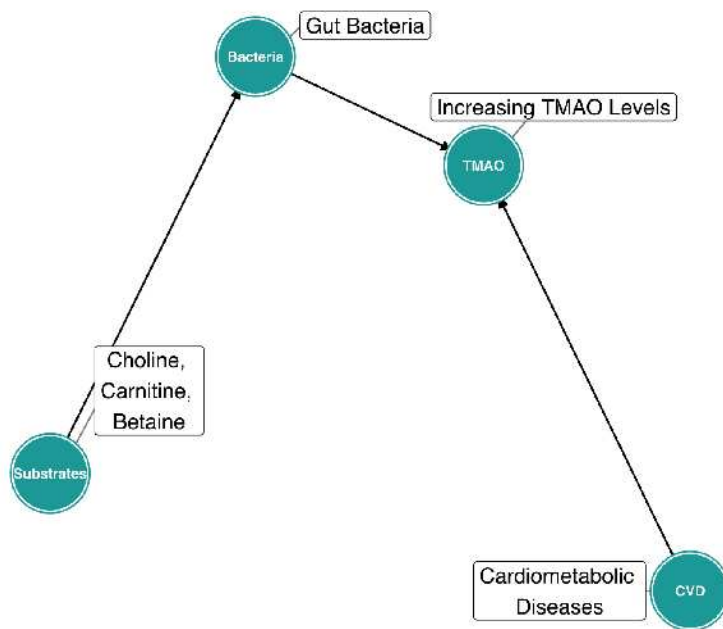 Gut Bacteria
Bacteria
Increasing TMAO Levels
TMAO
Choline,
Carnitine,
Betaine
Substrates
Cardiometabolic
Diseases
CVD